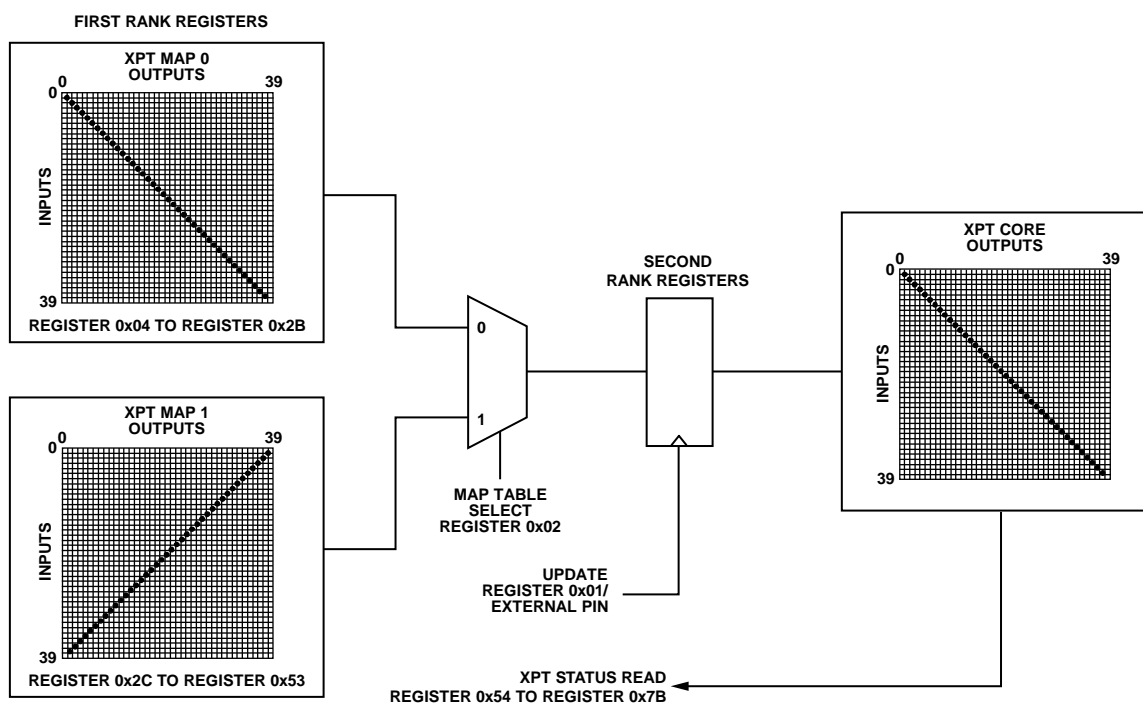 FIRST RANK REGISTERS
XPT MAP 0
OUTPUTS
0 39
0
INPUTS
39
REGISTER 0x04 TO REGISTER 0x2B
XPT MAP 1
OUTPUTS
0 39
0
INPUTS
39
REGISTER 0x2C TO REGISTER 0x53
0
1
MAP TABLE
SELECT
REGISTER 0x02
SECOND
RANK REGISTERS
UPDATE
REGISTER 0x01/
EXTERNAL PIN
XPT CORE
OUTPUTS
0 39
0
INPUTS
39
XPT STATUS READ
REGISTER 0x54 TO REGISTER 0x7B